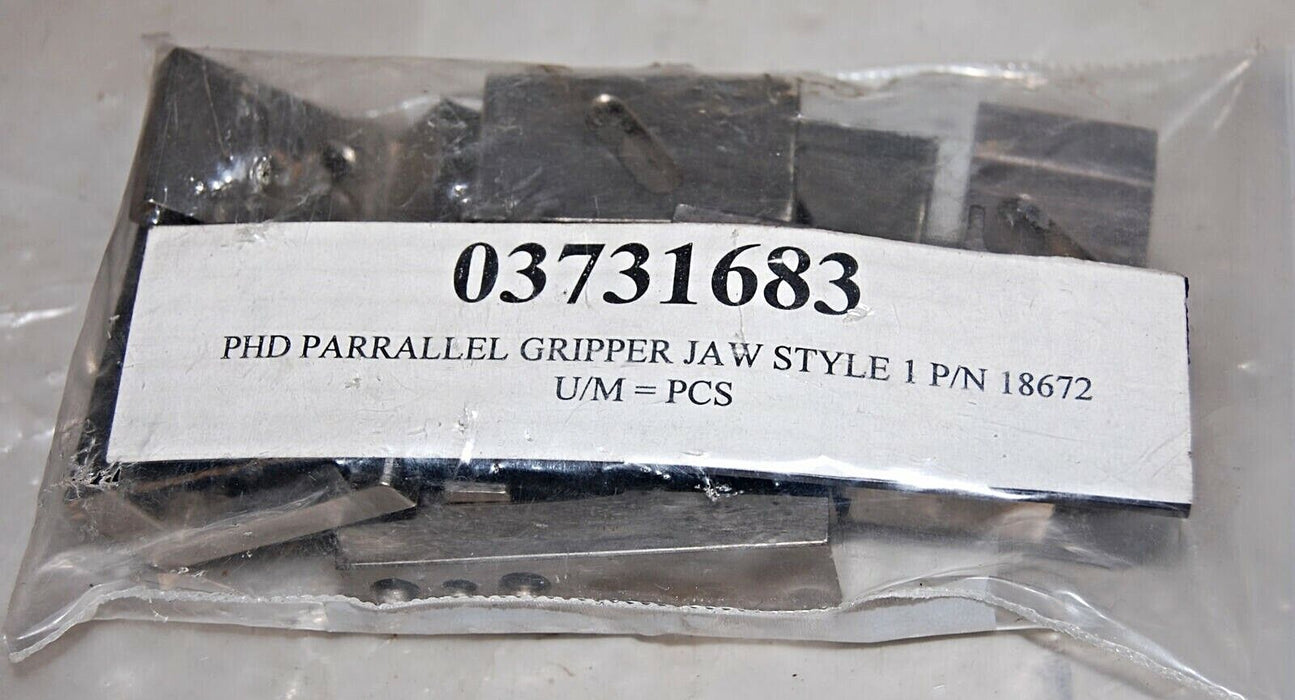 03731683
PHD PARRALLEL GRIPPER JAW STYLE 1 P/N 18672
U/M = PCS